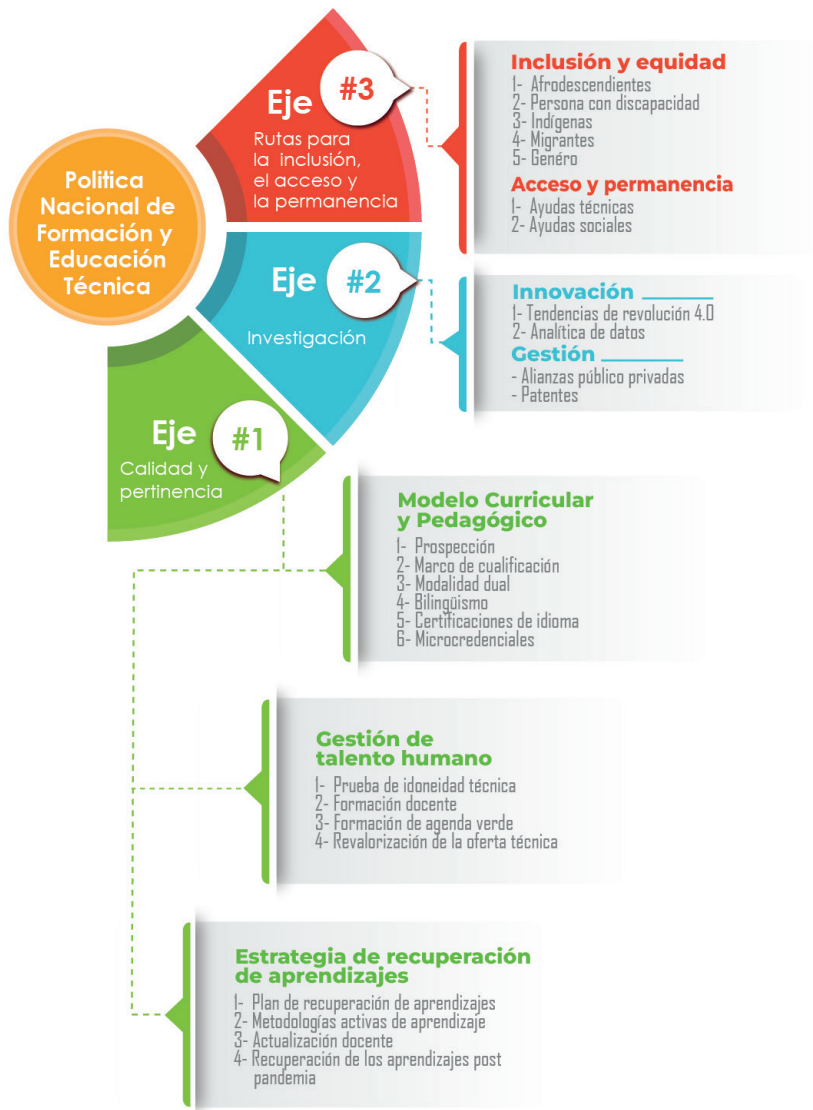 Politica
Nacional de
Formación y
Educación
Técnica
Eje #3
Rutas para
la inclusión,
el acceso y
la permanencia
Inclusión y equidad
1- Afrodescendientes
2- Persona con discapacidad
3- Indígenas
4- Migrantes
5- Genéro
Acceso y permanencia
1- Ayudas técnicas
2- Ayudas sociales
Eje #2
Investigación
Innovación
1- Tendencias de revolución 4.0
2- Analítica de datos
Gestión
- Alianzas público privadas
- Patentes
Eje #1
Calidad y
pertinencia
Modelo Curricular
y Pedagógico
1- Prospección
2- Marco de cualificación
3- Modalidad dual
4- Bilingüismo
5- Certificaciones de idioma
6- Microcredenciales
Gestión de
talento humano
1- Prueba de idoneidad técnica
2- Formación docente
3- Formación de agenda verde
4- Revalorización de la oferta técnica
Estrategia de recuperación
de aprendizajes
1- Plan de recuperación de aprendizajes
2- Metodologías activas de aprendizaje
3- Actualización docente
4- Recuperación de los aprendizajes post
pandemia